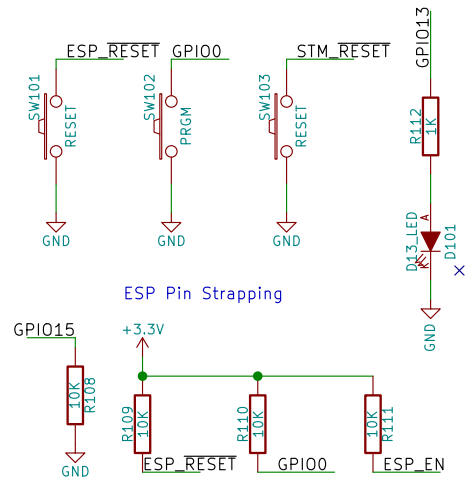 ESP_RESET
GPIO0
STM_RESET
GPIO13
SW101
RESET
SW102
PRGM
SW103
RESET
R112
1K
GND
GND
GND
D13_LED
A
K
D101
GND
ESP Pin Strapping
GPIO15
+3.3V
10K
R108
R109
10K
R110
10K
10K
R111
GND
ESP_RESET
GPIO0
ESP_EN